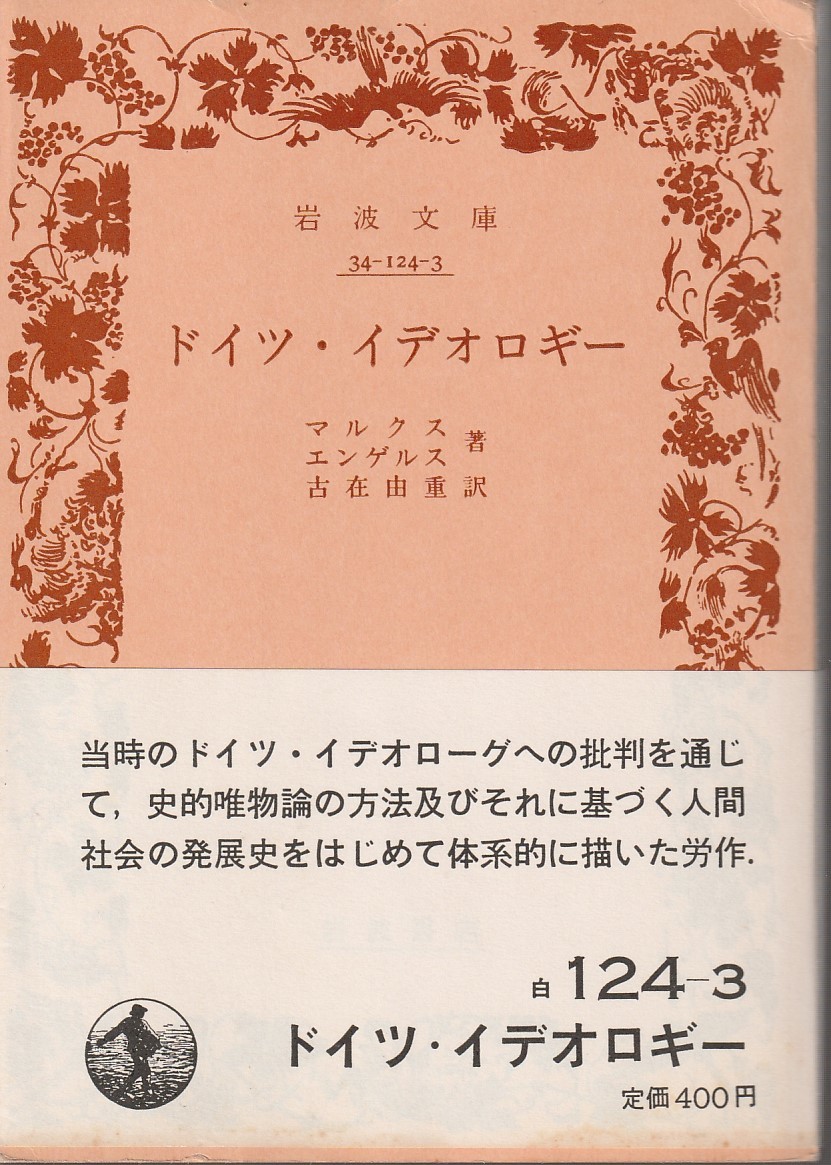 岩波文庫
34-124-3
ドイツ・イデオロギー
マルクス
エンゲルス 著
古在由重 訳
当時のドイツ・イデオローグへの批判を通じ
て，史的唯物論の方法及びそれに基づく人間
社会の発展史をはじめて体系的に描いた労作.
白 124-3
ドイツ・イデオロギー
定価400円